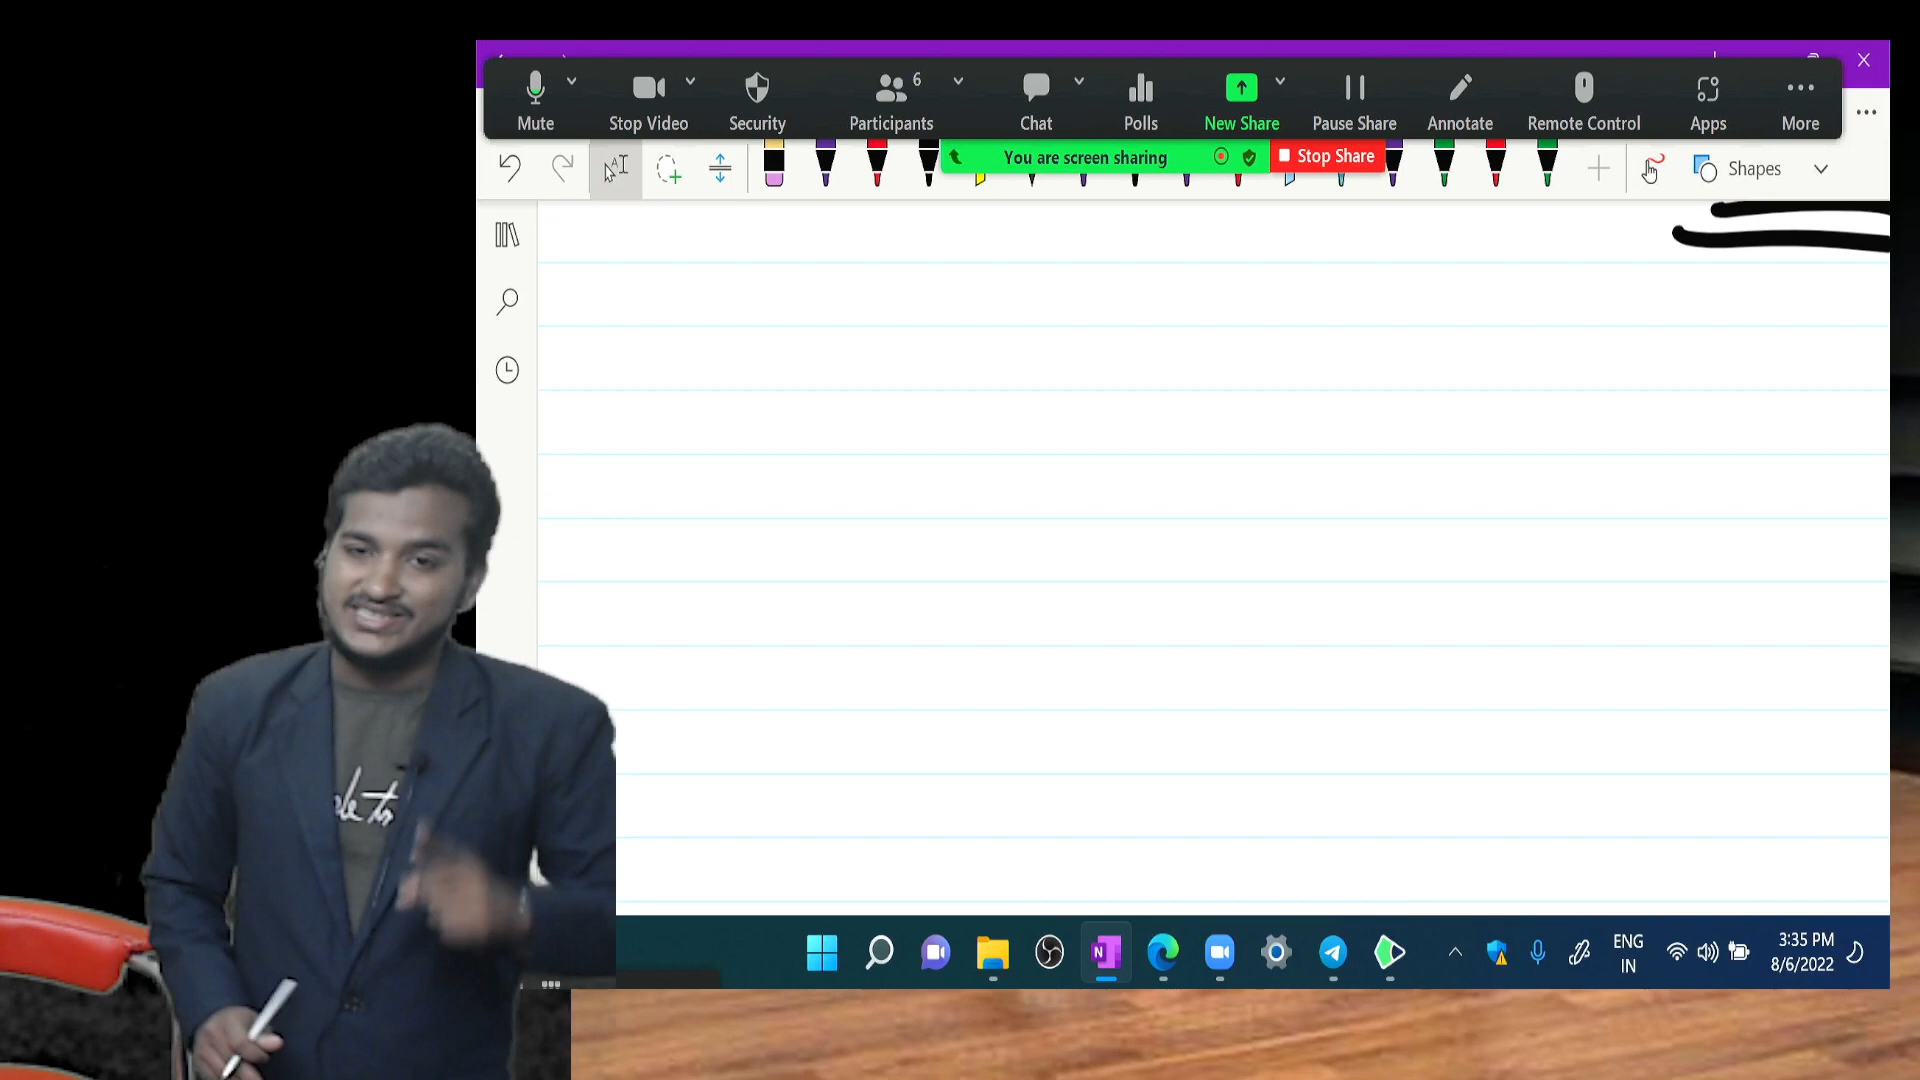 Mute
Stop Video
Security
6
Participants
Chat
Polls
New Share
Pause Share
Annotate
Remote Control
Apps
More
You are screen sharing
Stop Share
Shapes
N
ENG
IN
3:35 PM
8/6/2022